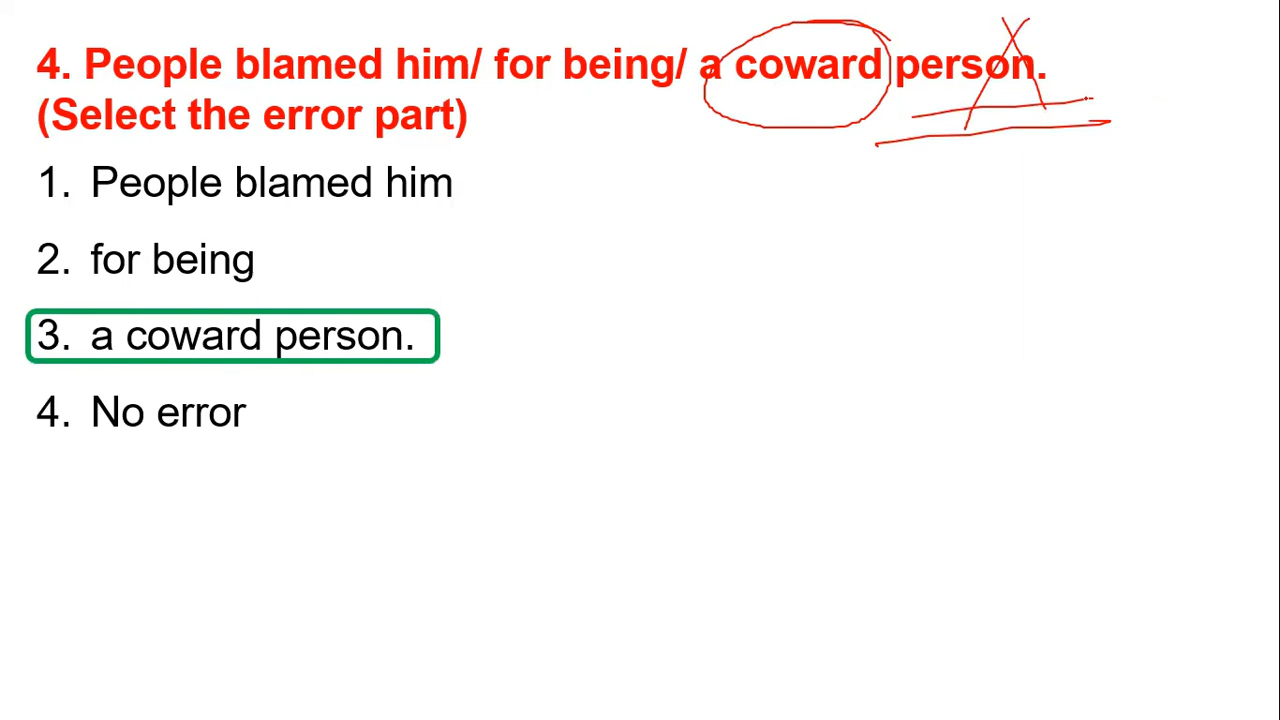 4. People blamed him/ for being/ a coward person.
(Select the error part)
1. People blamed him
2. for being
3. a coward person.
4. No error